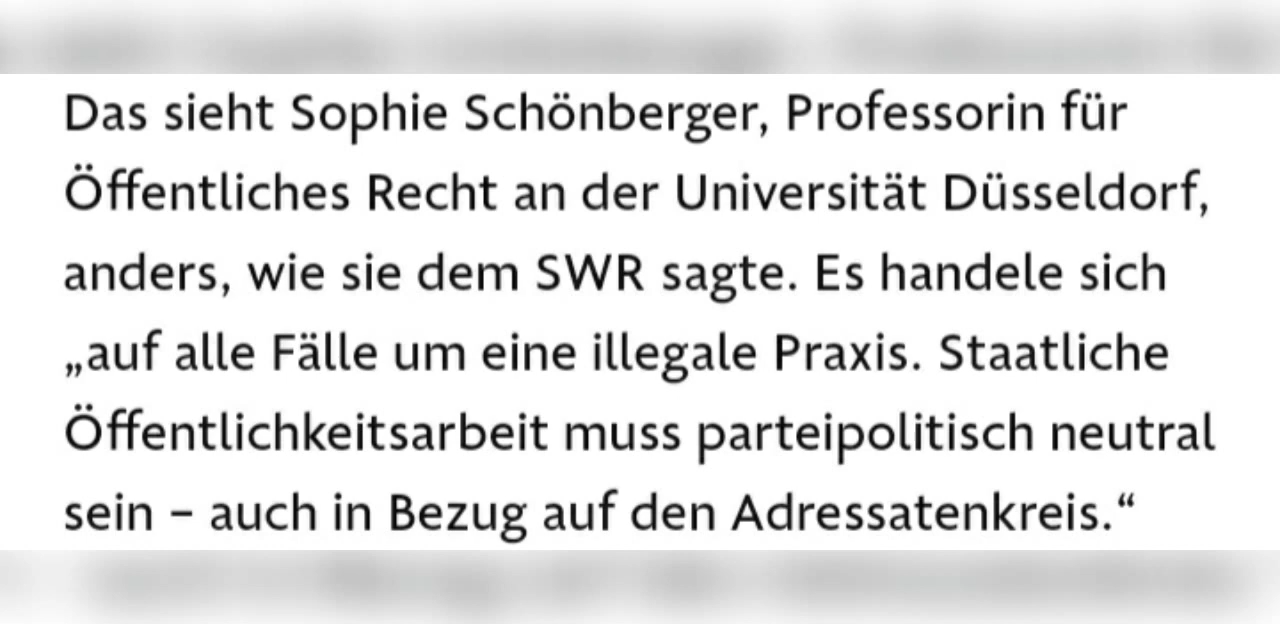 Das sieht Sophie Schönberger, Professorin für
Öffentliches Recht an der Universität Düsseldorf,
anders, wie sie dem SWR sagte. Es handele sich
„auf alle Fälle um eine illegale Praxis. Staatliche
Öffentlichkeitsarbeit muss parteipolitisch neutral
sein – auch in Bezug auf den Adressatenkreis.“